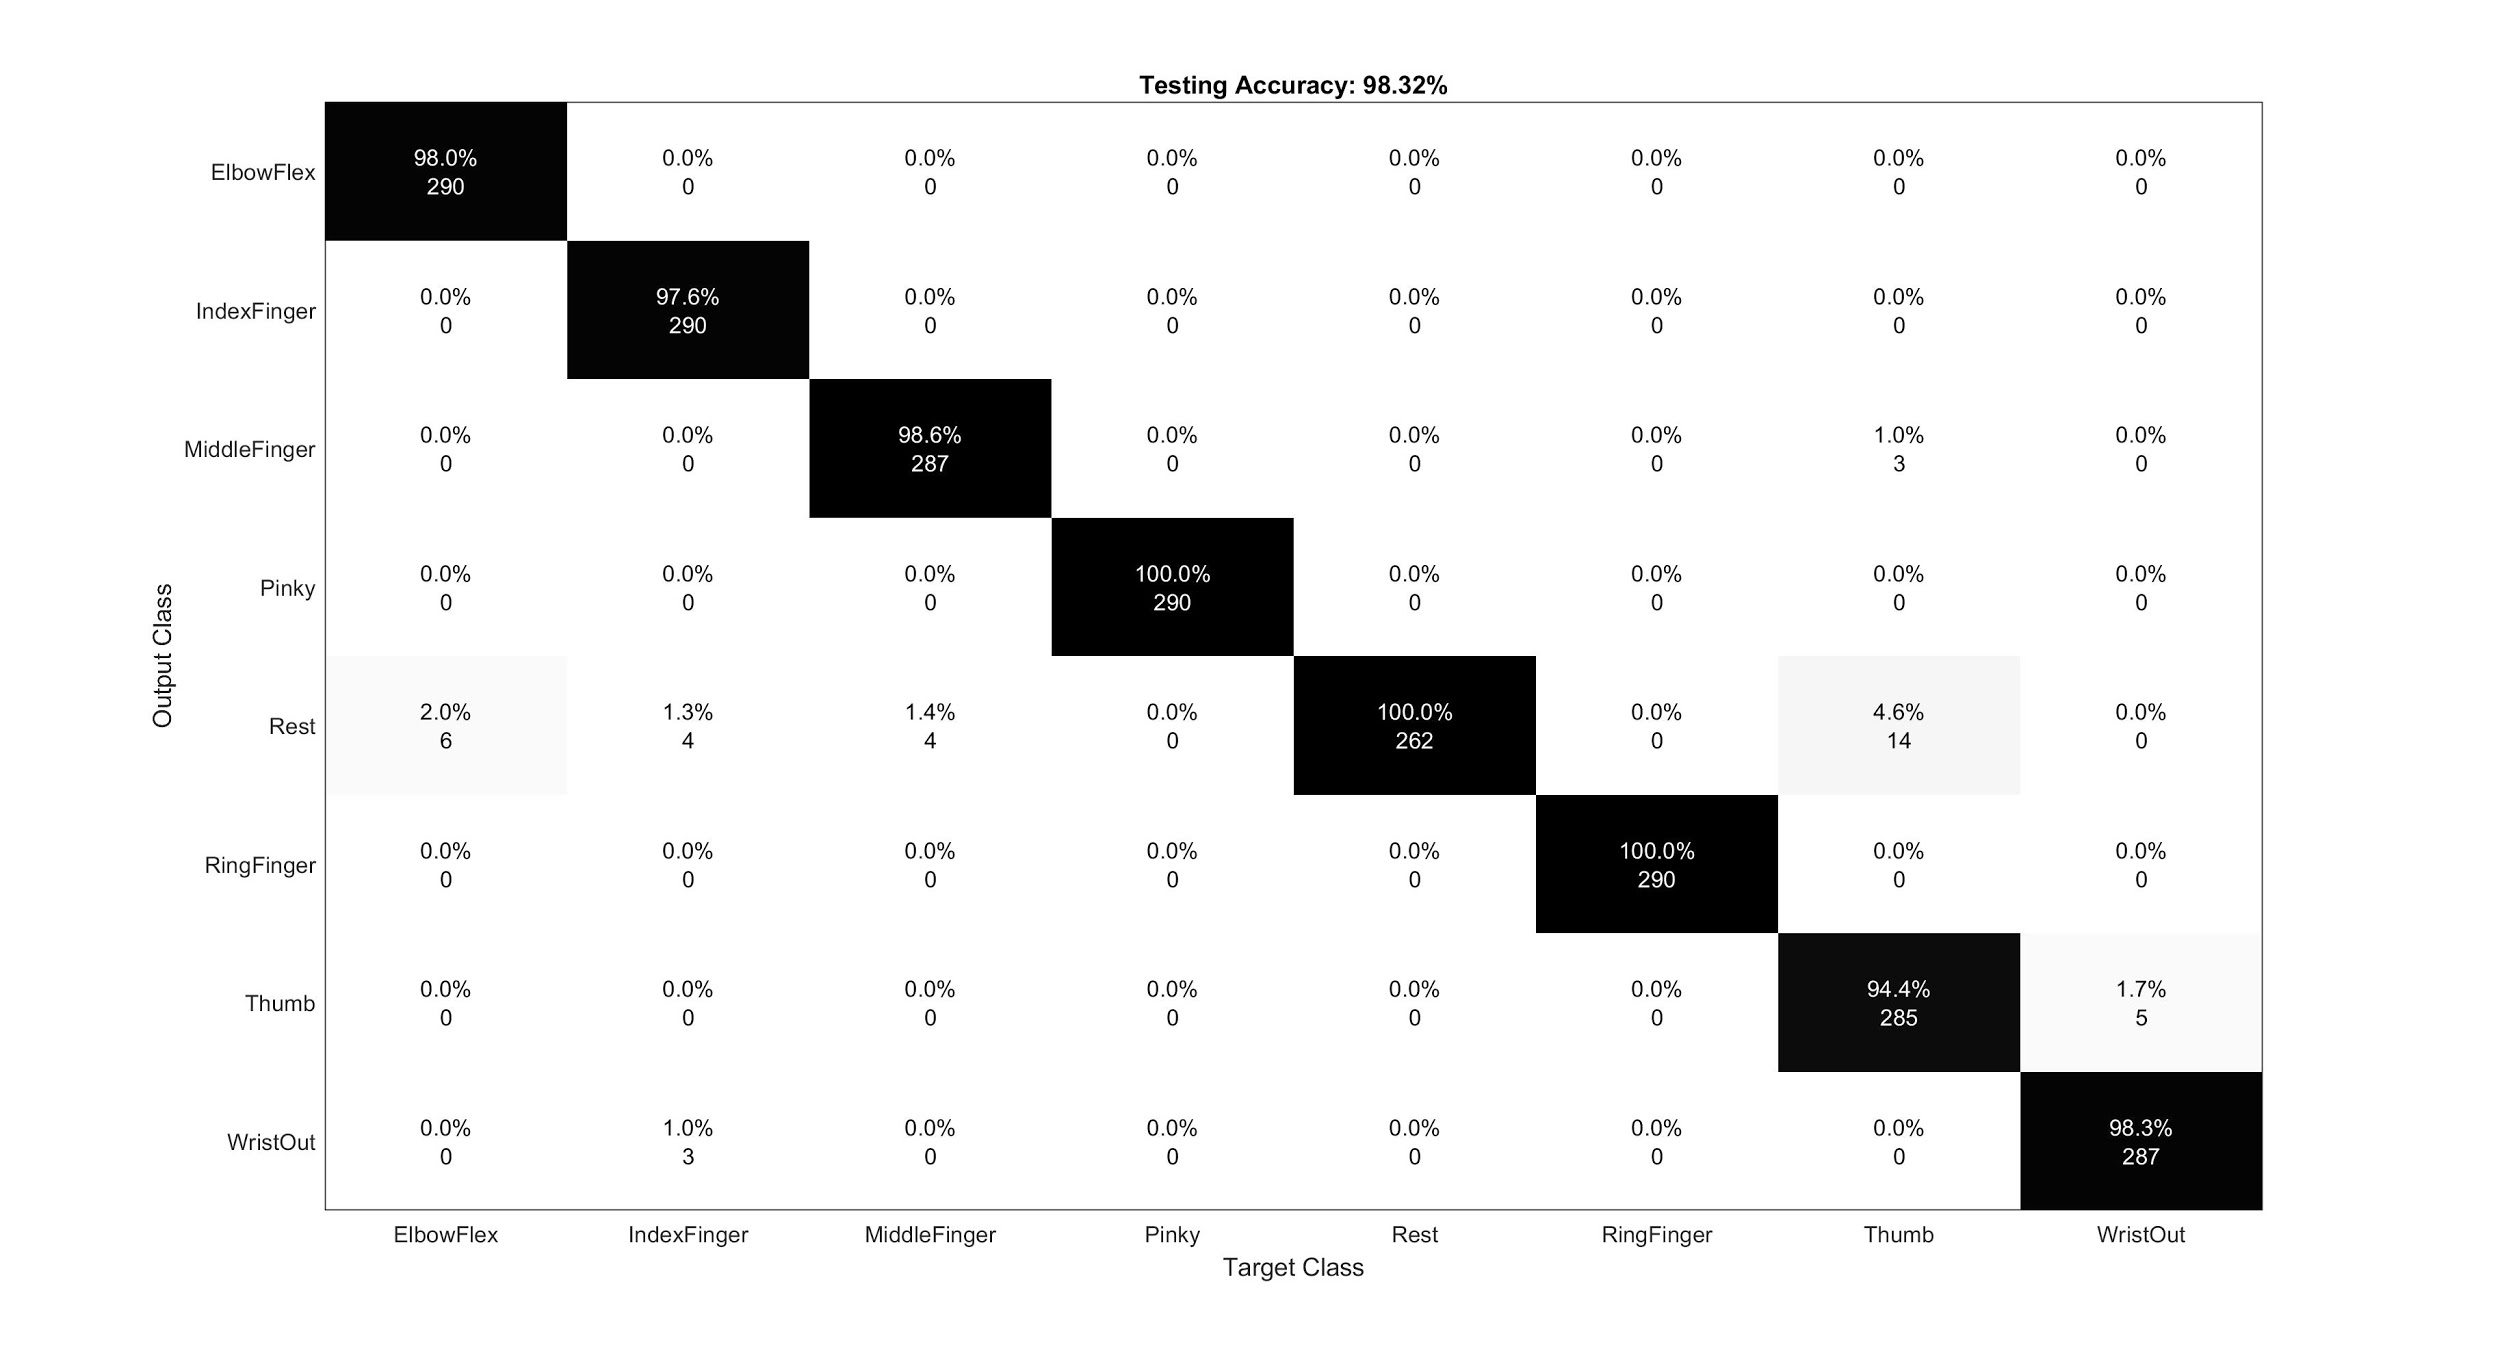 Testing Accuracy: 98.32%
ElbowFlex
98.0% 0.0% 0.0% 0.0% 0.0% 0.0% 0.0% 0.0%
290 0 0 0 0 0 0 0
IndexFinger
0.0% 97.6% 0.0% 0.0% 0.0% 0.0% 0.0% 0.0%
0 290 0 0 0 0 0 0
MiddleFinger
0.0% 0.0% 98.6% 0.0% 0.0% 0.0% 1.0% 0.0%
0 0 287 0 0 0 3 0
Pinky
0.0% 0.0% 0.0% 100.0% 0.0% 0.0% 0.0% 0.0%
0 0 0 290 0 0 0 0
Output Class
Rest
2.0% 1.3% 1.4% 0.0% 100.0% 0.0% 4.6% 0.0%
6 4 4 0 262 0 14 0
RingFinger
0.0% 0.0% 0.0% 0.0% 0.0% 100.0% 0.0% 0.0%
0 0 0 0 0 290 0 0
Thumb
0.0% 0.0% 0.0% 0.0% 0.0% 0.0% 94.4% 1.7%
0 0 0 0 0 0 285 5
WristOut
0.0% 1.0% 0.0% 0.0% 0.0% 0.0% 0.0% 98.3%
0 3 0 0 0 0 0 287
ElbowFlex IndexFinger MiddleFinger Pinky Rest RingFinger Thumb WristOut
Target Class